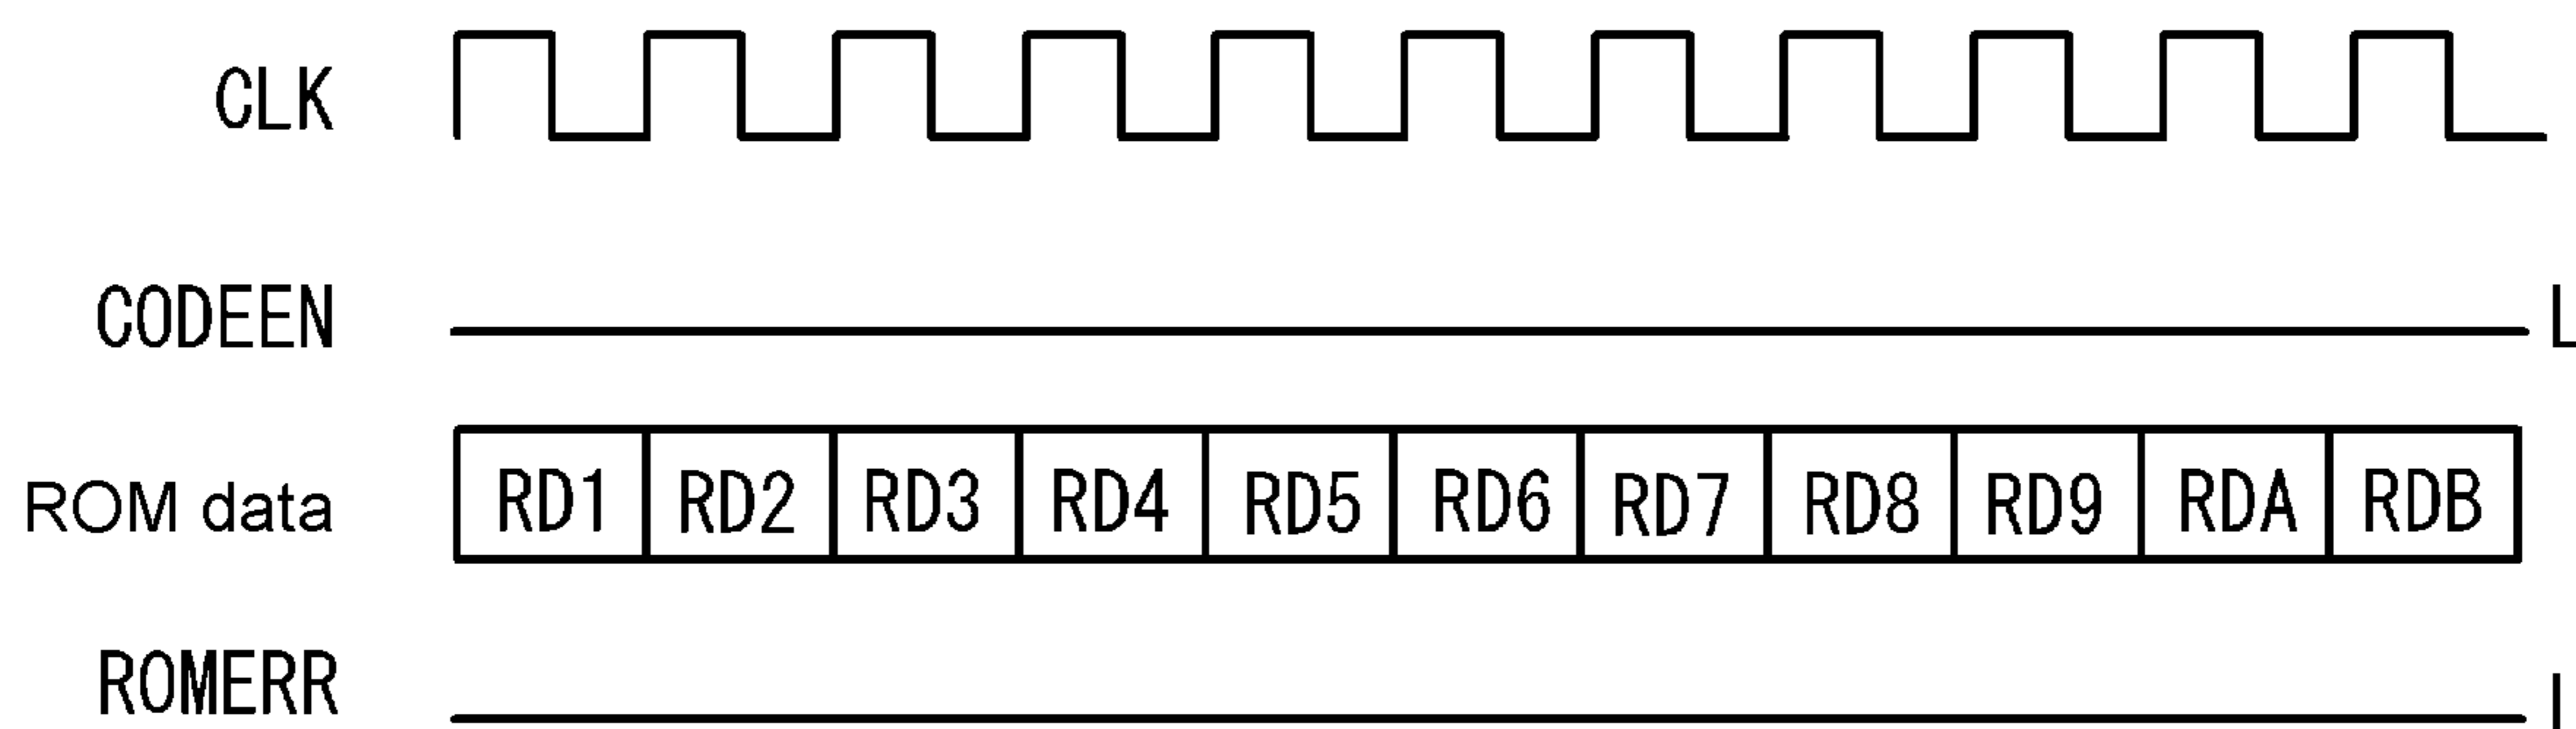 CLK
CODEEN L
ROM data RD1 RD2 RD3 RD4 RD5 RD6 RD7 RD8 RD9 RDA RDB
ROMERR